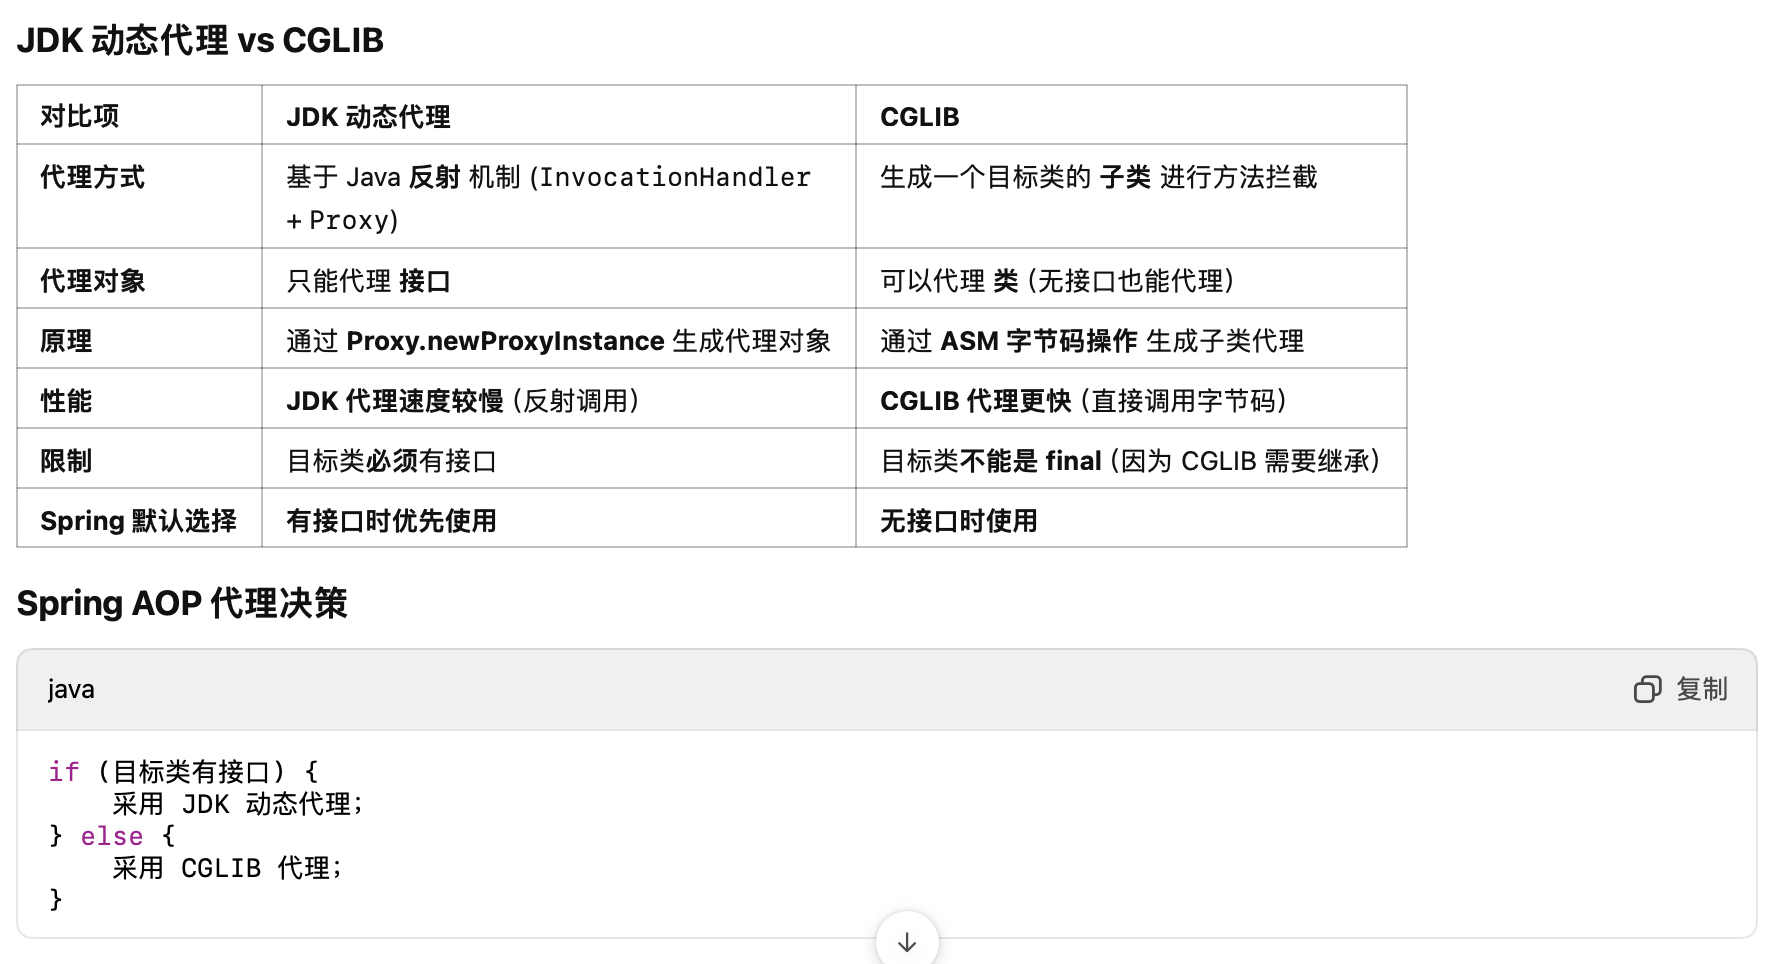 JDK 动态代理 vs CGLIB
对比项 JDK 动态代理 CGLIB
代理方式 基于 Java 反射 机制 (InvocationHandler + Proxy) 生成一个目标类的 子类 进行方法拦截
代理对象 只能代理 接口 可以代理 类 (无接口也能代理)
原理 通过 Proxy.newProxyInstance 生成代理对象 通过 ASM 字节码操作 生成子类代理
性能 JDK 代理速度较慢 (反射调用) CGLIB 代理更快 (直接调用字节码)
限制 目标类必须有接口 目标类不能是 final (因为 CGLIB 需要继承)
Spring 默认选择 有接口时优先使用 无接口时使用
Spring AOP 代理决策
java 复制
if (目标类有接口) {
    采用 JDK 动态代理;
} else {
    采用 CGLIB 代理;
}